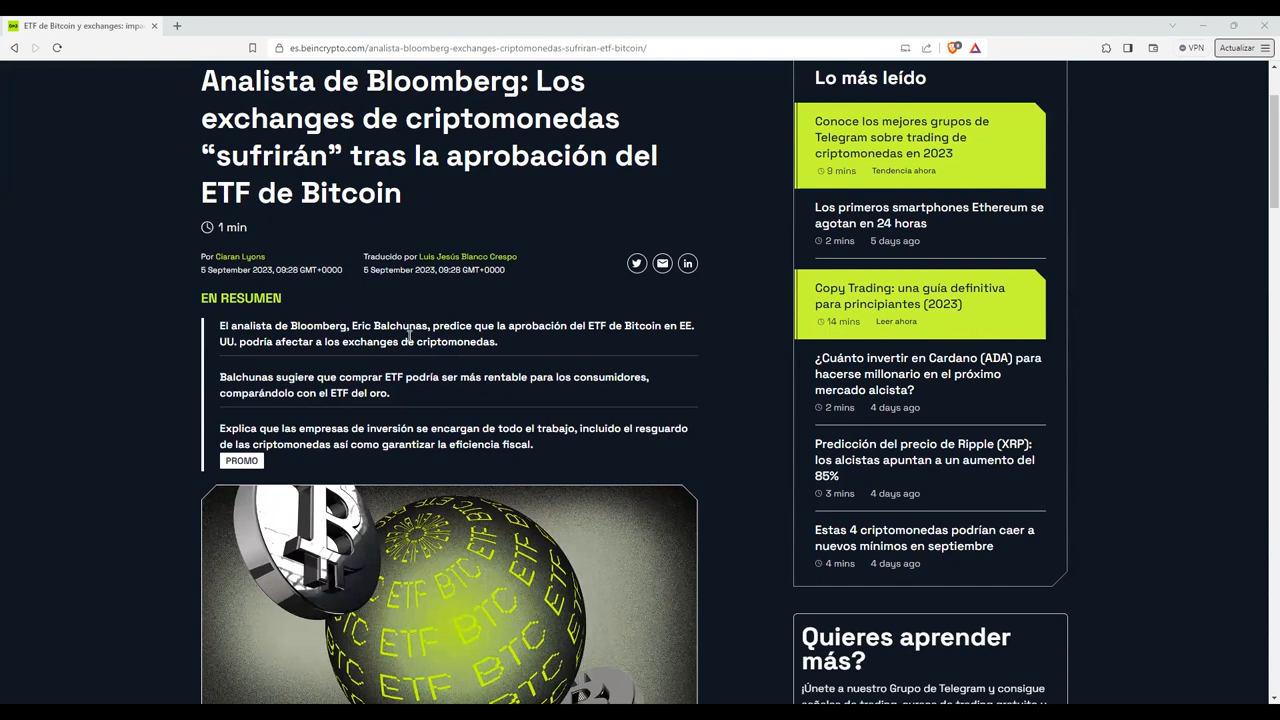 ETF de Bitcoin y exchanges: impa
es.beincrypto.com/analista-bloomberg-exchanges-criptomonedas-sufriran-etf-bitcoin/
VPN
Actualizar
Analista de Bloomberg: Los
exchanges de criptomonedas
“sufrirán” tras la aprobación del
ETF de Bitcoin
1 min
Por Ciaran Lyons
5 September 2023, 09:28 GMT+0000
Traducido por Luis Jesús Blanco Crespo
5 September 2023, 09:28 GMT+0000
EN RESUMEN
El analista de Bloomberg, Eric Balchunas, predice que la aprobación del ETF de Bitcoin en EE.
UU. podría afectar a los exchanges de criptomonedas.
Balchunas sugiere que comprar ETF podría ser más rentable para los consumidores,
comparándolo con el ETF del oro.
Explica que las empresas de inversión se encargan de todo el trabajo, incluido el resguardo
de las criptomonedas así como garantizar la eficiencia fiscal.
PROMO
ETF BTC ETF
ETF BTC
ETF BTC
ETF BTC
Lo más leído
Conoce los mejores grupos de
Telegram sobre trading de
criptomonedas en 2023
9 mins Tendencia ahora
Los primeros smartphones Ethereum se
agotan en 24 horas
2 mins 5 days ago
Copy Trading: una guía definitiva
para principiantes (2023)
14 mins Leer ahora
¿Cuánto invertir en Cardano (ADA) para
hacerse millonario en el próximo
mercado alcista?
2 mins 4 days ago
Predicción del precio de Ripple (XRP):
los alcistas apuntan a un aumento del
85%
3 mins 4 days ago
Estas 4 criptomonedas podrían caer a
nuevos mínimos en septiembre
4 mins 4 days ago
Quieres aprender
más?
¡Únete a nuestro Grupo de Telegram y consigue